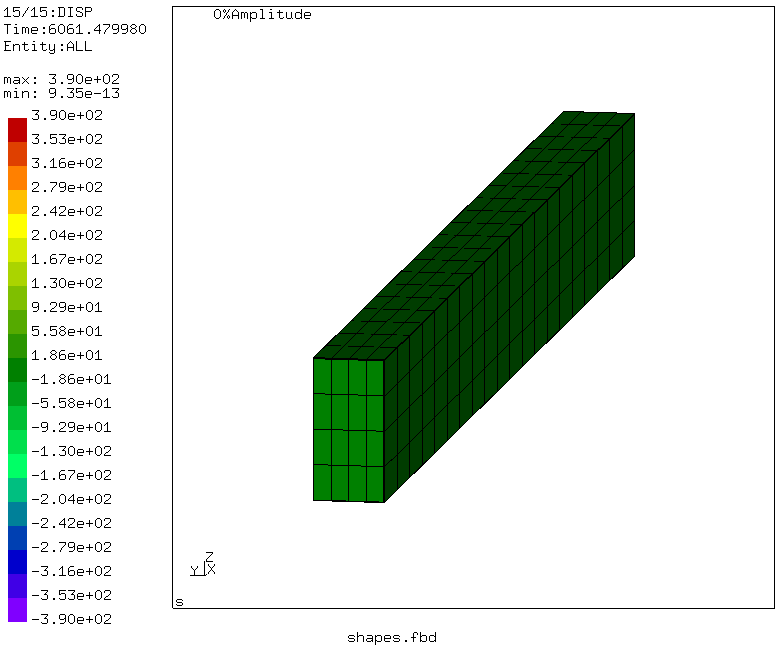 15/15:DISP
Time:6061.479980
Entity:ALL
max: 3.90e+02
min: 9.35e-13
3.90e+02
3.53e+02
3.16e+02
2.79e+02
2.42e+02
2.04e+02
1.67e+02
1.30e+02
9.29e+01
5.58e+01
1.86e+01
-1.86e+01
-5.58e+01
-9.29e+01
-1.30e+02
-1.67e+02
-2.04e+02
-2.42e+02
-2.79e+02
-3.16e+02
-3.53e+02
-3.90e+02
0%Amplitude
Z
Y X
s
shapes.fbd